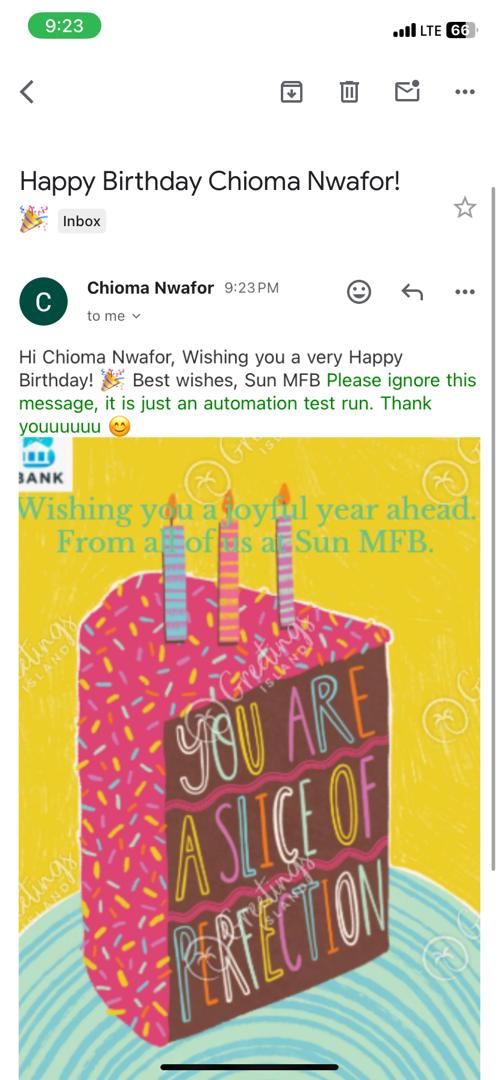 9:23
LTE 66
Happy Birthday Chioma Nwafor!
🎉 Inbox
C
Chioma Nwafor 9:23 PM
to me
Hi Chioma Nwafor, Wishing you a very Happy
Birthday! 🎉 Best wishes, Sun MFB Please ignore this
message, it is just an automation test run. Thank
youuuuuu 😊
BANK
Wishing you a joyful year ahead.
From all of us at Sun MFB.
YOU ARE
A SLICE OF
PERFECTION
Greetings
ISLAND
Greetings
ISLAND
Greetings
ISLAND